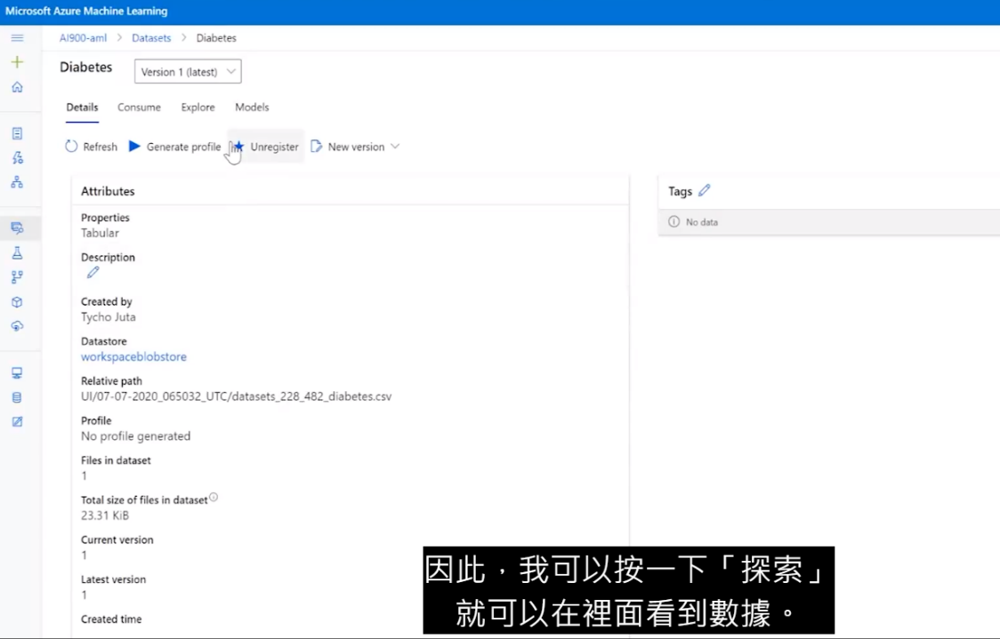 Microsoft Azure Machine Learning
AI900-aml > Datasets > Diabetes
Diabetes Version 1 (latest)
Details Consume Explore Models
Refresh Generate profile Unregister New version
Attributes
Tags
Properties
No data
Tabular
Description
Created by
Tycho Juta
Datastore
workspaceblobstore
Relative path
UI/07-07-2020_065032_UTC/datasets_228_482_diabetes.csv
Profile
No profile generated
Files in dataset
1
Total size of files in dataset
23.31 KiB
Current version
1
Latest version
1
Created time
因此，我可以按一下「探索」
就可以在裡面看到數據。